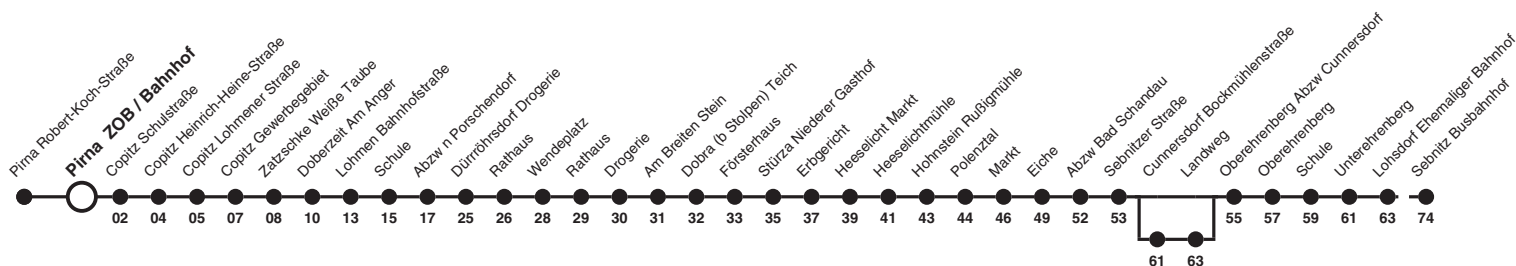 Pirna Robert-Koch-Straße
Pirna ZOB / Bahnhof
Copitz Schulstraße
Copitz Heinrich-Heine-Straße
Copitz Lohmener Straße
Copitz Gewerbegebiet
Zatzschke Weiße Taube
Doberzeit Am Anger
Lohmen Bahnhofstraße
Schule
Abzw n Porschendorf
Dürrröhrsdorf Drogerie
Rathaus
Wendeplatz
Rathaus
Drogerie
Am Breiten Stein
Dobra (b Stolpen) Teich
Försterhaus
Stürza Niederer Gasthof
Erbgericht
Heeselicht Markt
Heeselichtmühle
Hohnstein Rußigmühle
Polenztal
Markt
Eiche
Abzw Bad Schandau
Sebnitzer Straße
Cunnersdorf Bockmühlenstraße
Landweg
Oberehrenberg Abzw Cunnersdorf
Oberehrenberg
Schule
Unterehrenberg
Lohsdorf Ehemaliger Bahnhof
Sebnitz Busbahnhof
02 04 05 07 08 10 13 15 17 25 26 28 29 30 31 32 33 35 37 39 41 43 44 46 49 52 53 55 57 59 61 63 74
61 63